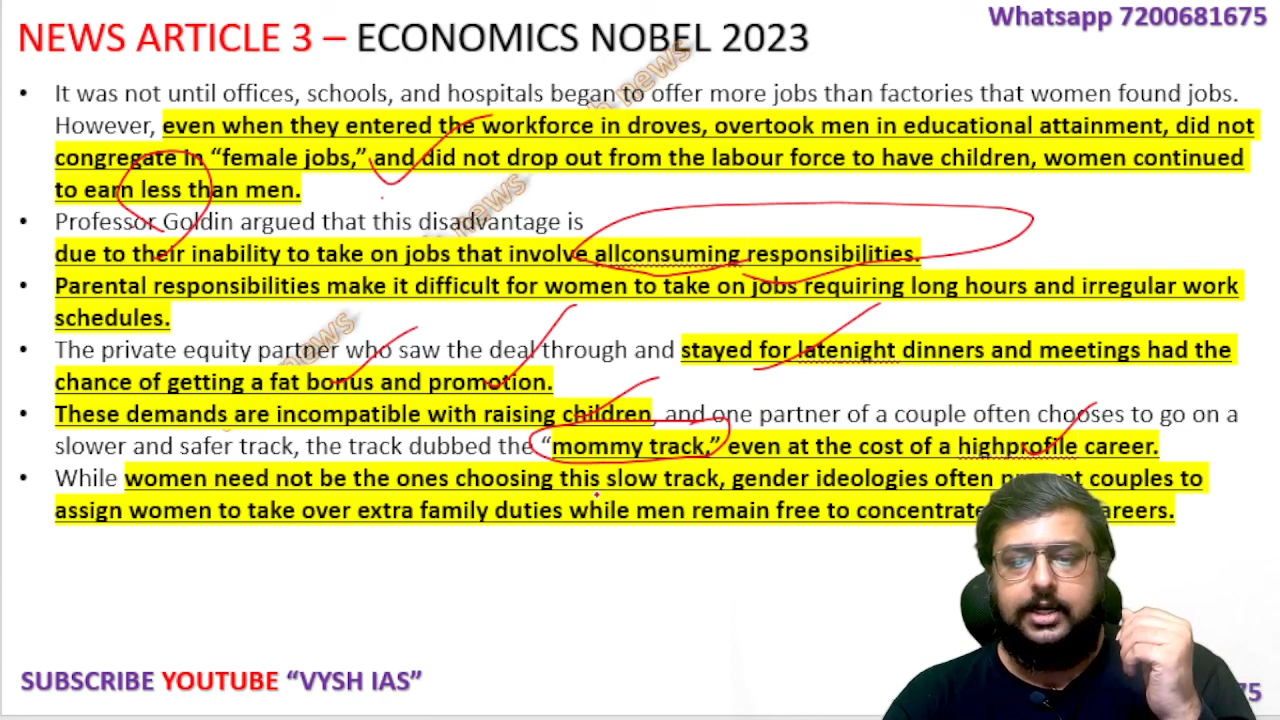 Whatsapp 7200681675
NEWS ARTICLE 3 – ECONOMICS NOBEL 2023
• It was not until offices, schools, and hospitals began to offer more jobs than factories that women found jobs.
However, even when they entered the workforce in droves, overtook men in educational attainment, did not
congregate in “female jobs,” and did not drop out from the labour force to have children, women continued
to earn less than men.
• Professor Goldin argued that this disadvantage is
due to their inability to take on jobs that involve allconsuming responsibilities.
• Parental responsibilities make it difficult for women to take on jobs requiring long hours and irregular work
schedules.
• The private equity partner who saw the deal through and stayed for latenight dinners and meetings had the
chance of getting a fat bonus and promotion.
• These demands are incompatible with raising children, and one partner of a couple often chooses to go on a
slower and safer track, the track dubbed the “mommy track,” even at the cost of a highprofile career.
• While women need not be the ones choosing this slow track, gender ideologies often couples to
assign women to take over extra family duties while men remain free to concentrate careers.
news
news
news
SUBSCRIBE YOUTUBE “VYSH IAS”
75